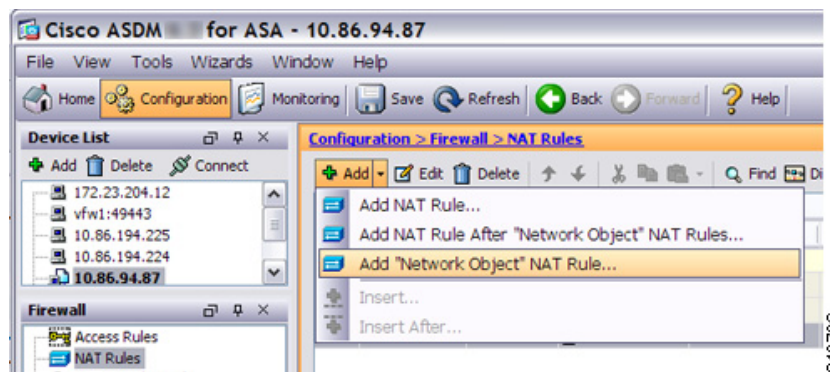 Cisco ASDM for ASA - 10.86.94.87
File View Tools Wizards Window Help
Home Configuration Monitoring Save Refresh Back Forward Help
Device List
Add Delete Connect
172.23.204.12
vfw1:49443
10.86.194.225
10.86.194.224
10.86.94.87
Firewall
Access Rules
NAT Rules
Configuration > Firewall > NAT Rules
Add Edit Delete Find Di
Add NAT Rule...
Add NAT Rule After "Network Object" NAT Rules...
Add "Network Object" NAT Rule...
Insert...
Insert After...